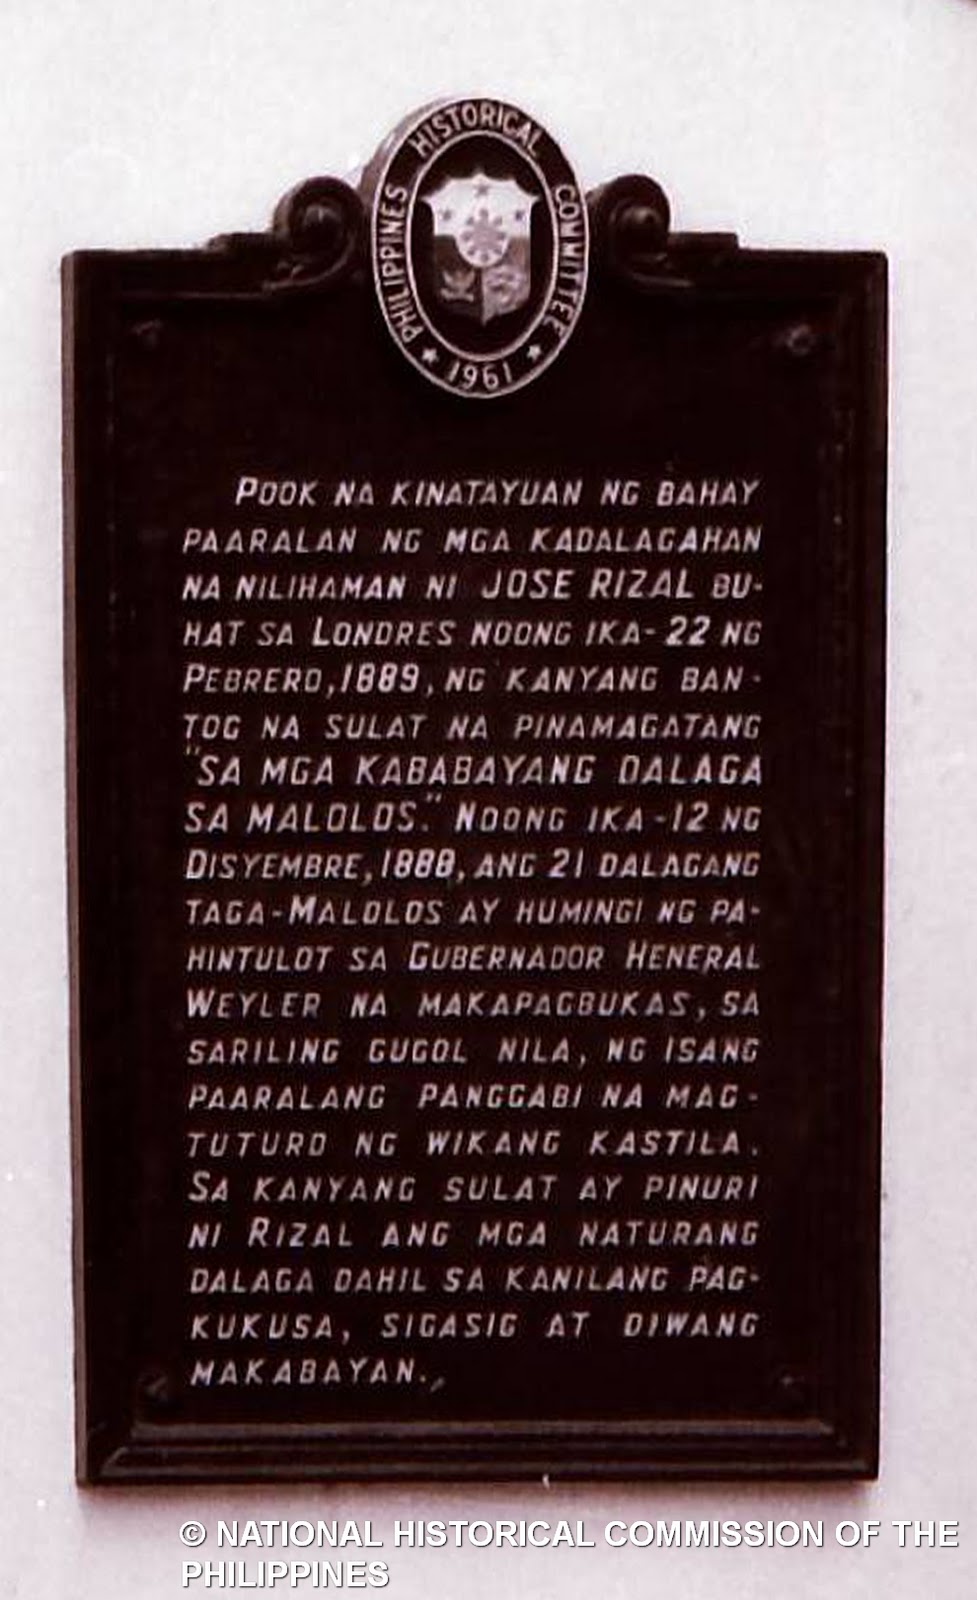 PHILIPPINES HISTORICAL COMMITTEE
1961
POOK NA KINATAYUAN NG BAHAY
PAARALAN NG MGA KADALAGAHAN
NA NILIHAMAN NI JOSE RIZAL BU-
HAT SA LONDRES NOONG IKA-22 NG
PEBRERO, 1889, NG KANYANG BAN-
TOG NA SULAT NA PINAMAGATANG
"SA MGA KABABAYANG DALAGA
SA MALOLOS." NOONG IKA-12 NG
DISYEMBRE, 1888, ANG 21 DALAGANG
TAGA-MALOLOS AY HUMINGI NG PA-
HINTULOT SA GUBERNADOR HENERAL
WEYLER NA MAKAPAGBUKAS, SA
SARILING GUGOL NILA, NG ISANG
PAARALANG PANGGABI NA MAG-
TUTURO NG WIKANG KASTILA.
SA KANYANG SULAT AY PINURI
NI RIZAL ANG MGA NATURANG
DALAGA DAHIL SA KANILANG PAG-
KUKUSA, SIGASIG AT DIWANG
MAKABAYAN.
© NATIONAL HISTORICAL COMMISSION OF THE
PHILIPPINES